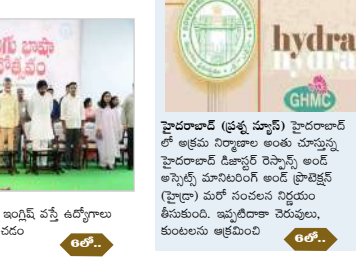 గు భాషా
త్సవం
ఇంగ్లిష్ వస్తే ఉద్యోగాలు
చడం
6లో..
hydra
GHMC
హైదరాబాద్ (ప్రశ్న న్యూస్) హైదరాబాద్
లో అక్రమ నిర్మాణాల అంతు చూస్తున్న
హైదరాబాద్ డిజాస్టర్ రెస్పాన్స్ అండ్
అస్సెట్స్ మానిటరింగ్ అండ్ ప్రొటెక్షన్
(హైడ్రా) మరో సంచలన నిర్ణయం
తీసుకుంది. ఇప్పటిదాకా చెరువులు,
కుంటలను ఆక్రమించి
6లో..